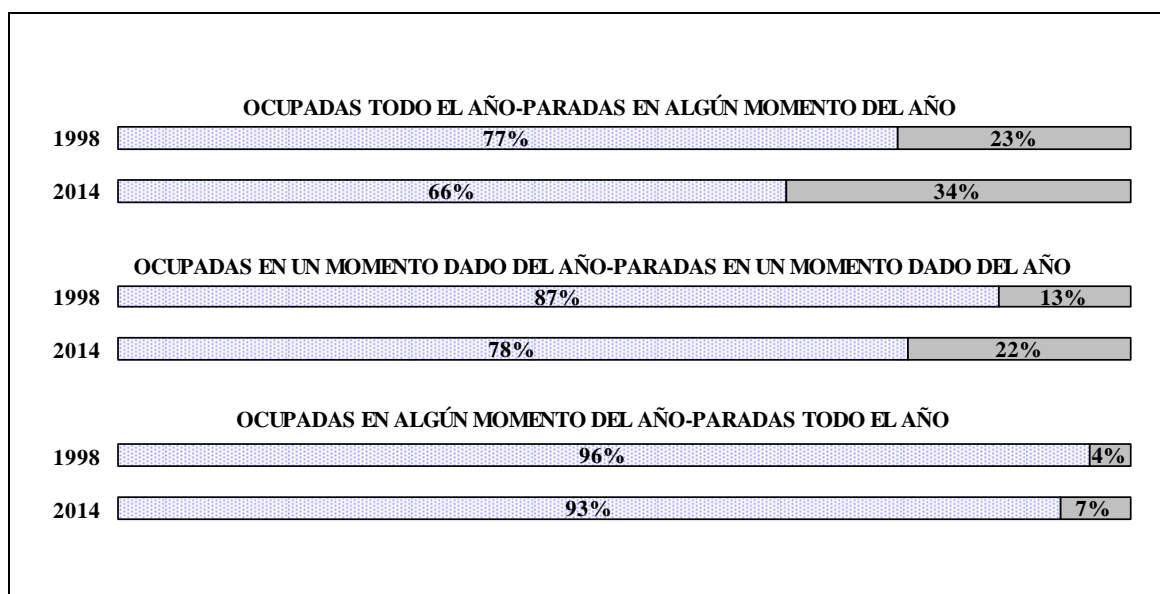 OCUPADAS TODO EL AÑO-PARADAS EN ALGÚN MOMENTO DEL AÑO
1998 77% 23%
2014 66% 34%
OCUPADAS EN UN MOMENTO DADO DEL AÑO-PARADAS EN UN MOMENTO DADO DEL AÑO
1998 87% 13%
2014 78% 22%
OCUPADAS EN ALGÚN MOMENTO DEL AÑO-PARADAS TODO EL AÑO
1998 96% 4%
2014 93% 7%